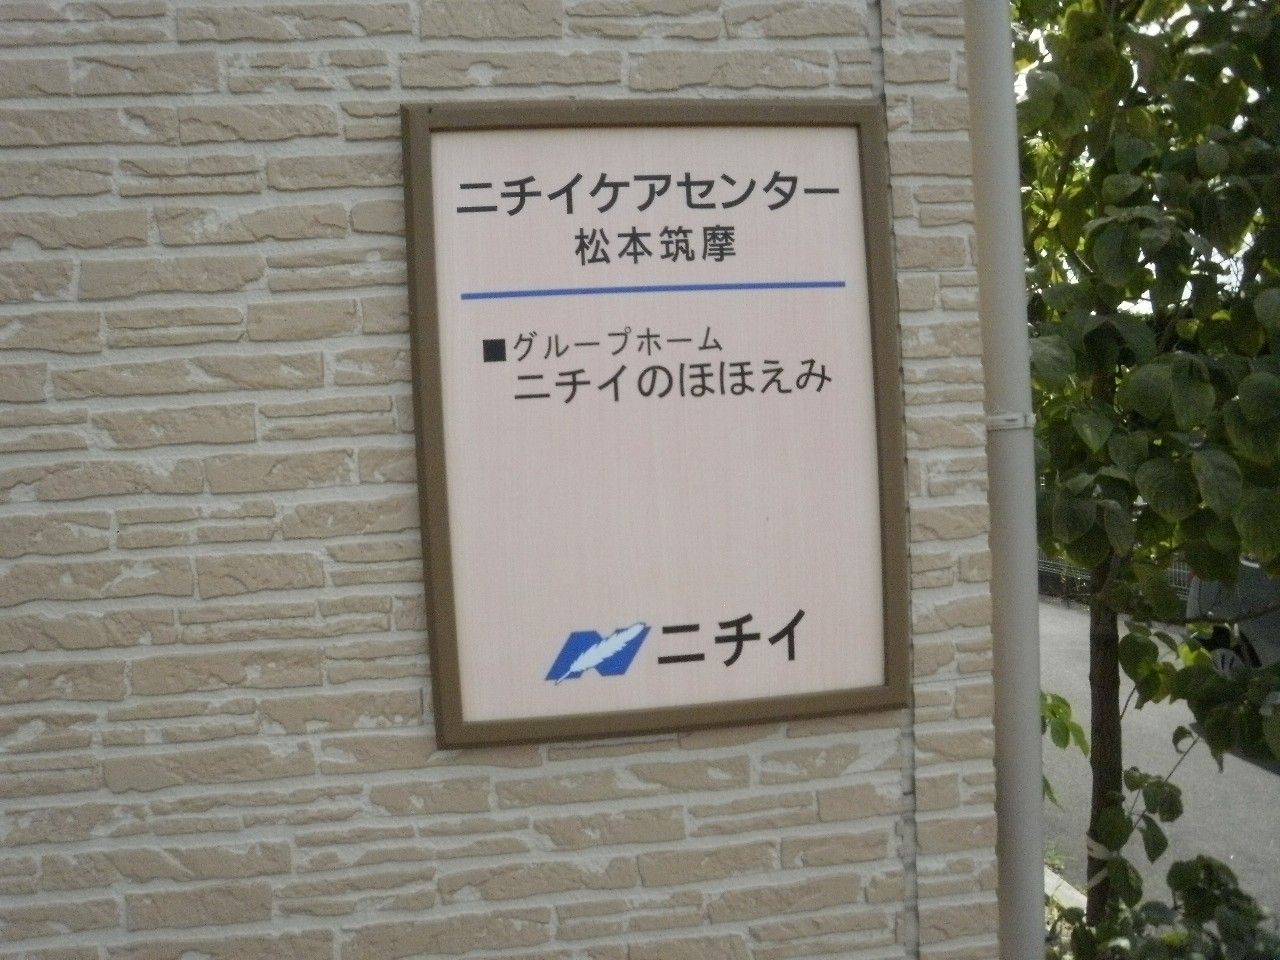 ニチイケアセンター
松本筑摩
■グループホーム
ニチイのほほえみ
ニチイ